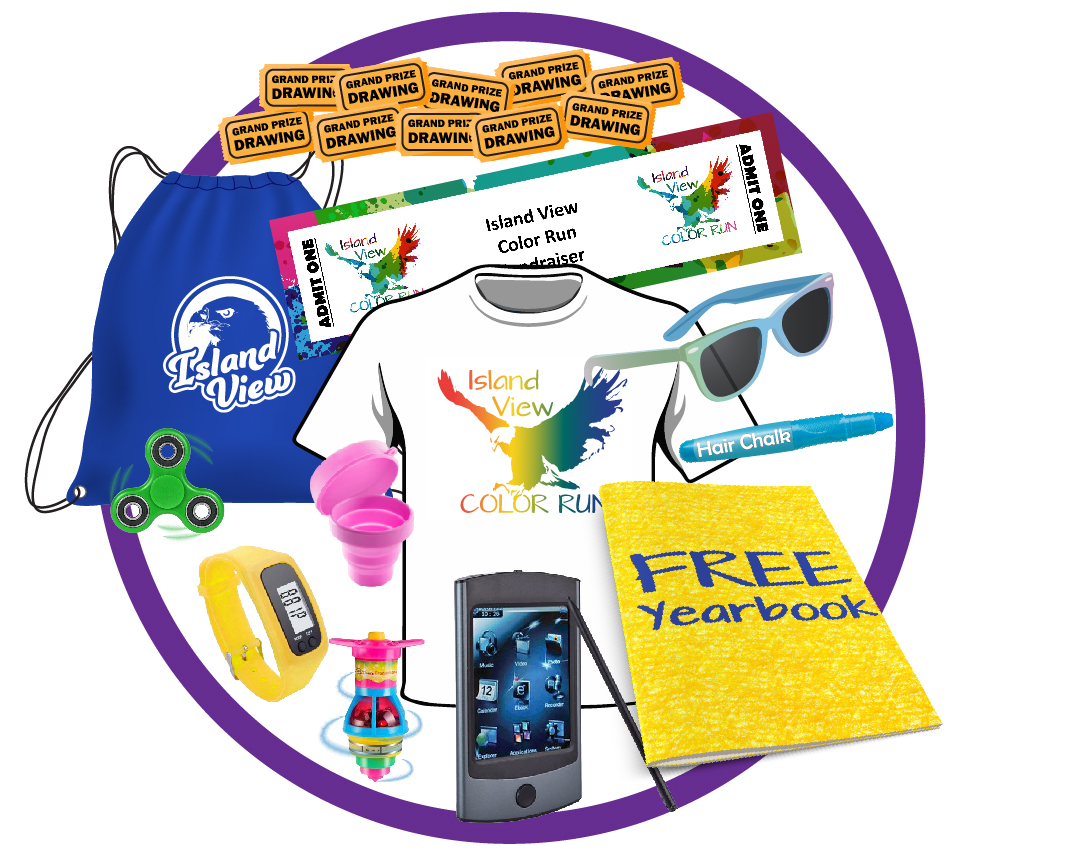 GRAND PRIZE
DRAWING
GRAND PRIZE
DRAWING
GRAND PRIZE
DRAWING
GRAND PRIZE
DRAWING
GRAND PRIZE
DRAWING
GRAND PRIZE
DRAWING
GRAND PRIZE
DRAWING
GRAND PRIZE
DRAWING
GRAND PRIZE
DRAWING
GRAND PRIZE
DRAWING
ADMIT ONE
Island
View
COLOR RUN
Island View
Color Run
Island
View
COLOR RUN
ADMIT ONE
Island
View
Island
View
COLOR RUN
Hair Chalk
FREE
Yearbook
Music
Video
Calendar
12
Ebook
Recorder
Explorer
Applications